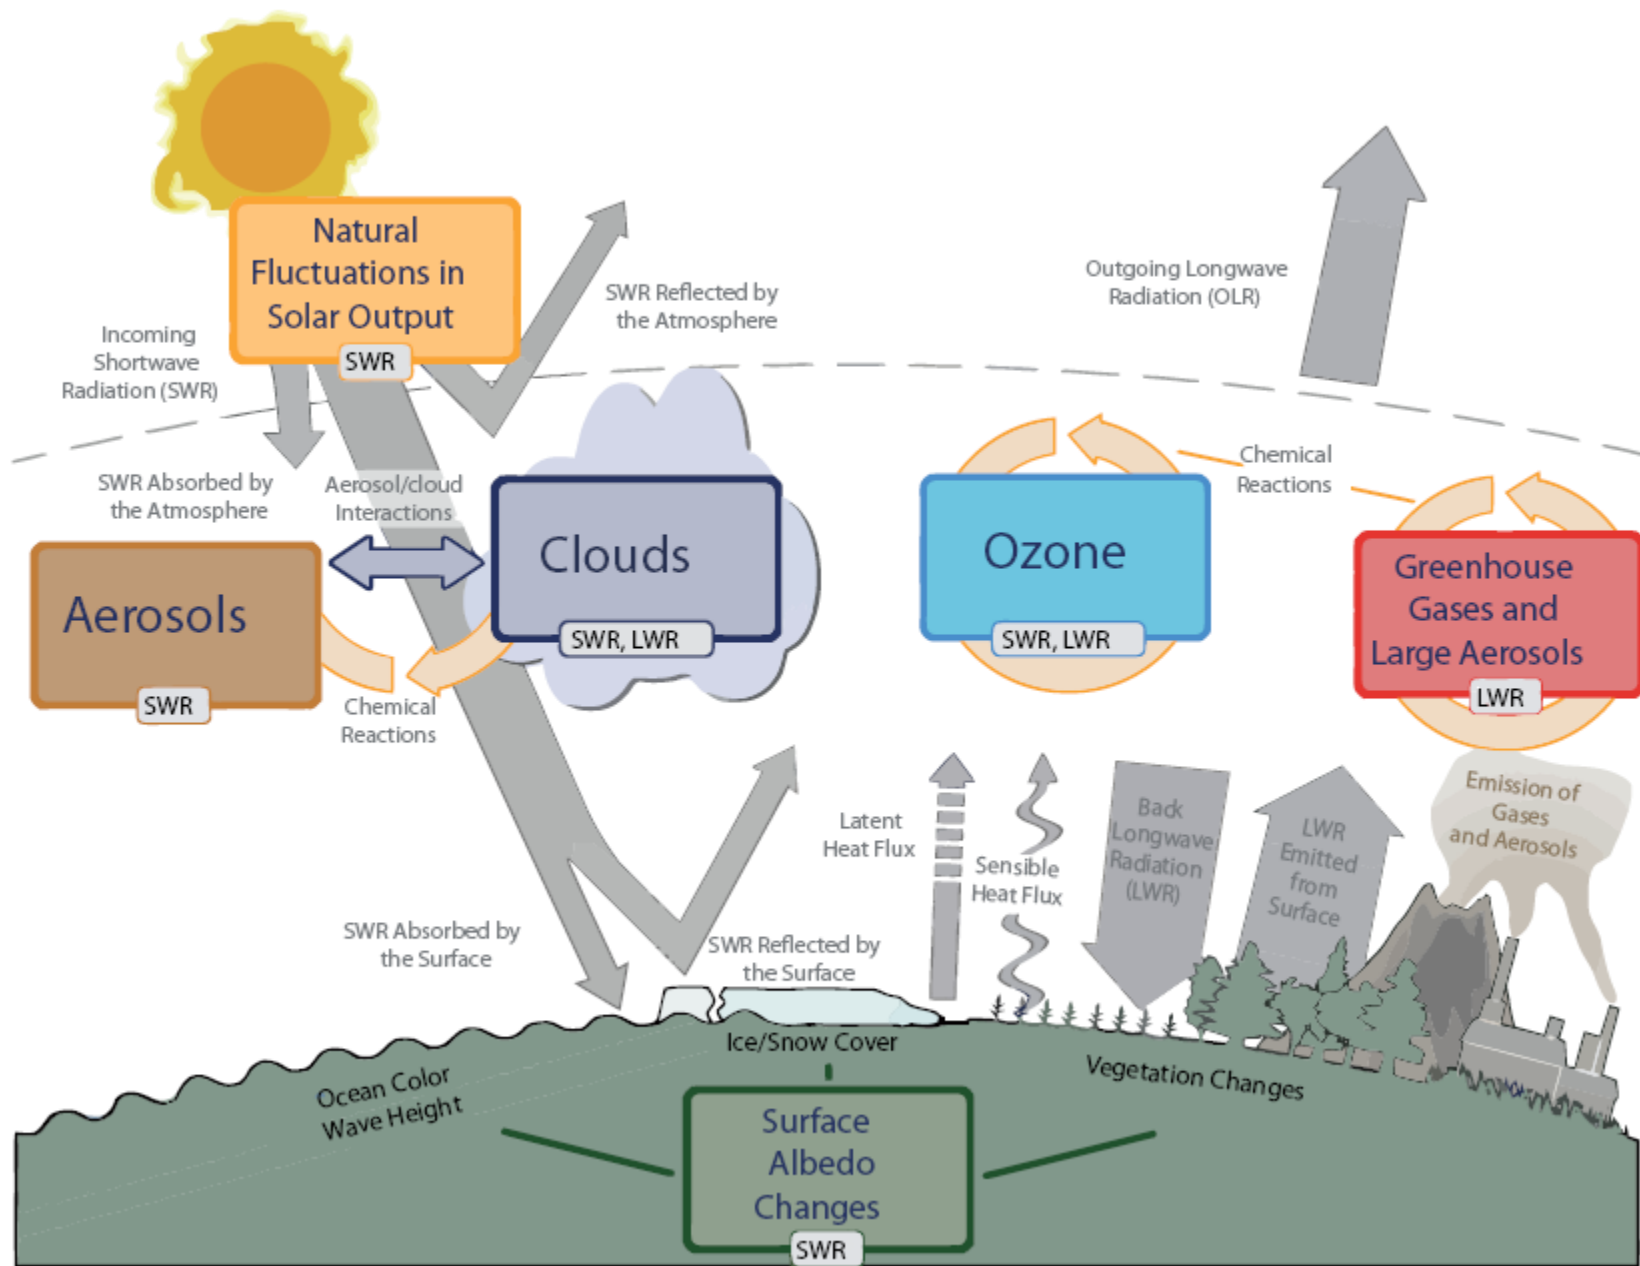 Natural
Fluctuations in
Solar Output
SWR
Incoming
Shortwave
Radiation (SWR)
SWR Reflected by
the Atmosphere
Outgoing Longwave
Radiation (OLR)
SWR Absorbed by
the Atmosphere
Aerosol/cloud
Interactions
Chemical
Reactions
Aerosols
SWR
Clouds
SWR, LWR
Ozone
SWR, LWR
Greenhouse
Gases and
Large Aerosols
LWR
Chemical
Reactions
Emission of
Gases
and Aerosols
Latent
Heat Flux
Sensible
Heat Flux
Back
Longwave
Radiation
(LWR)
LWR
Emitted
from
Surface
SWR Absorbed by
the Surface
SWR Reflected by
the Surface
Ice/Snow Cover
Ocean Color
Wave Height
Vegetation Changes
Surface
Albedo
Changes
SWR